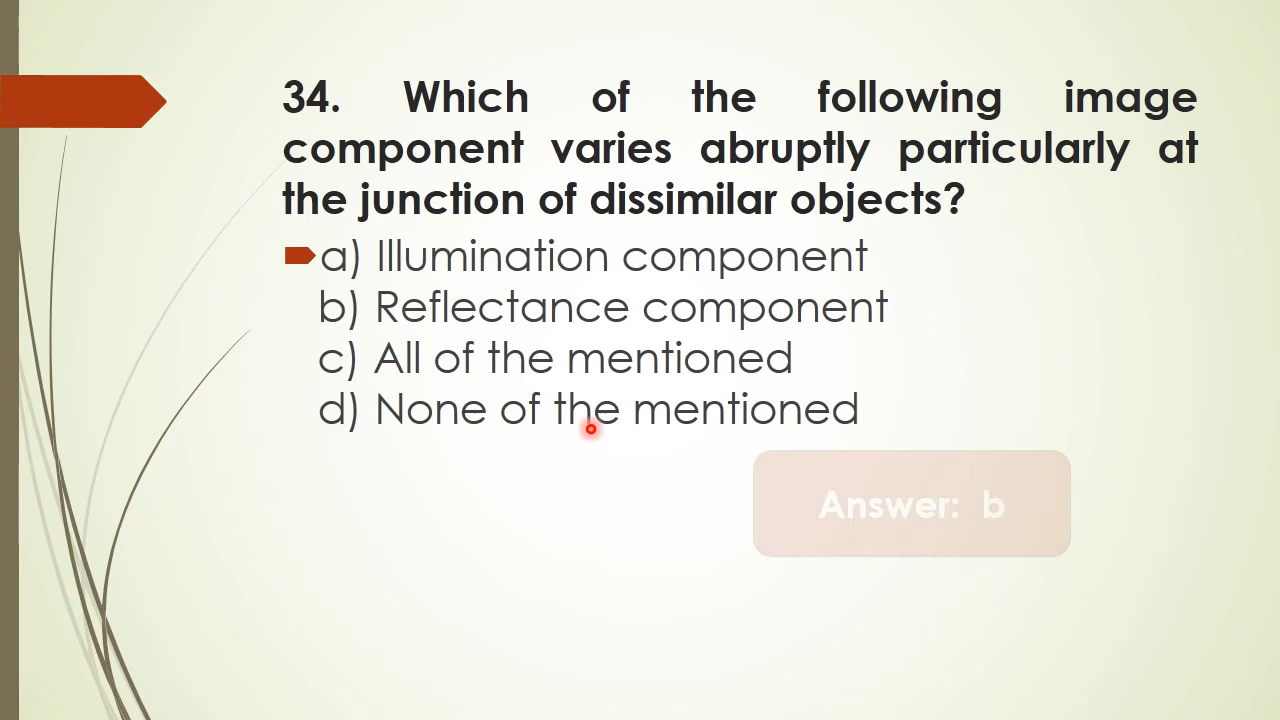 34. Which of the following image
component varies abruptly particularly at
the junction of dissimilar objects?
a) Illumination component
b) Reflectance component
c) All of the mentioned
d) None of the mentioned
Answer: b